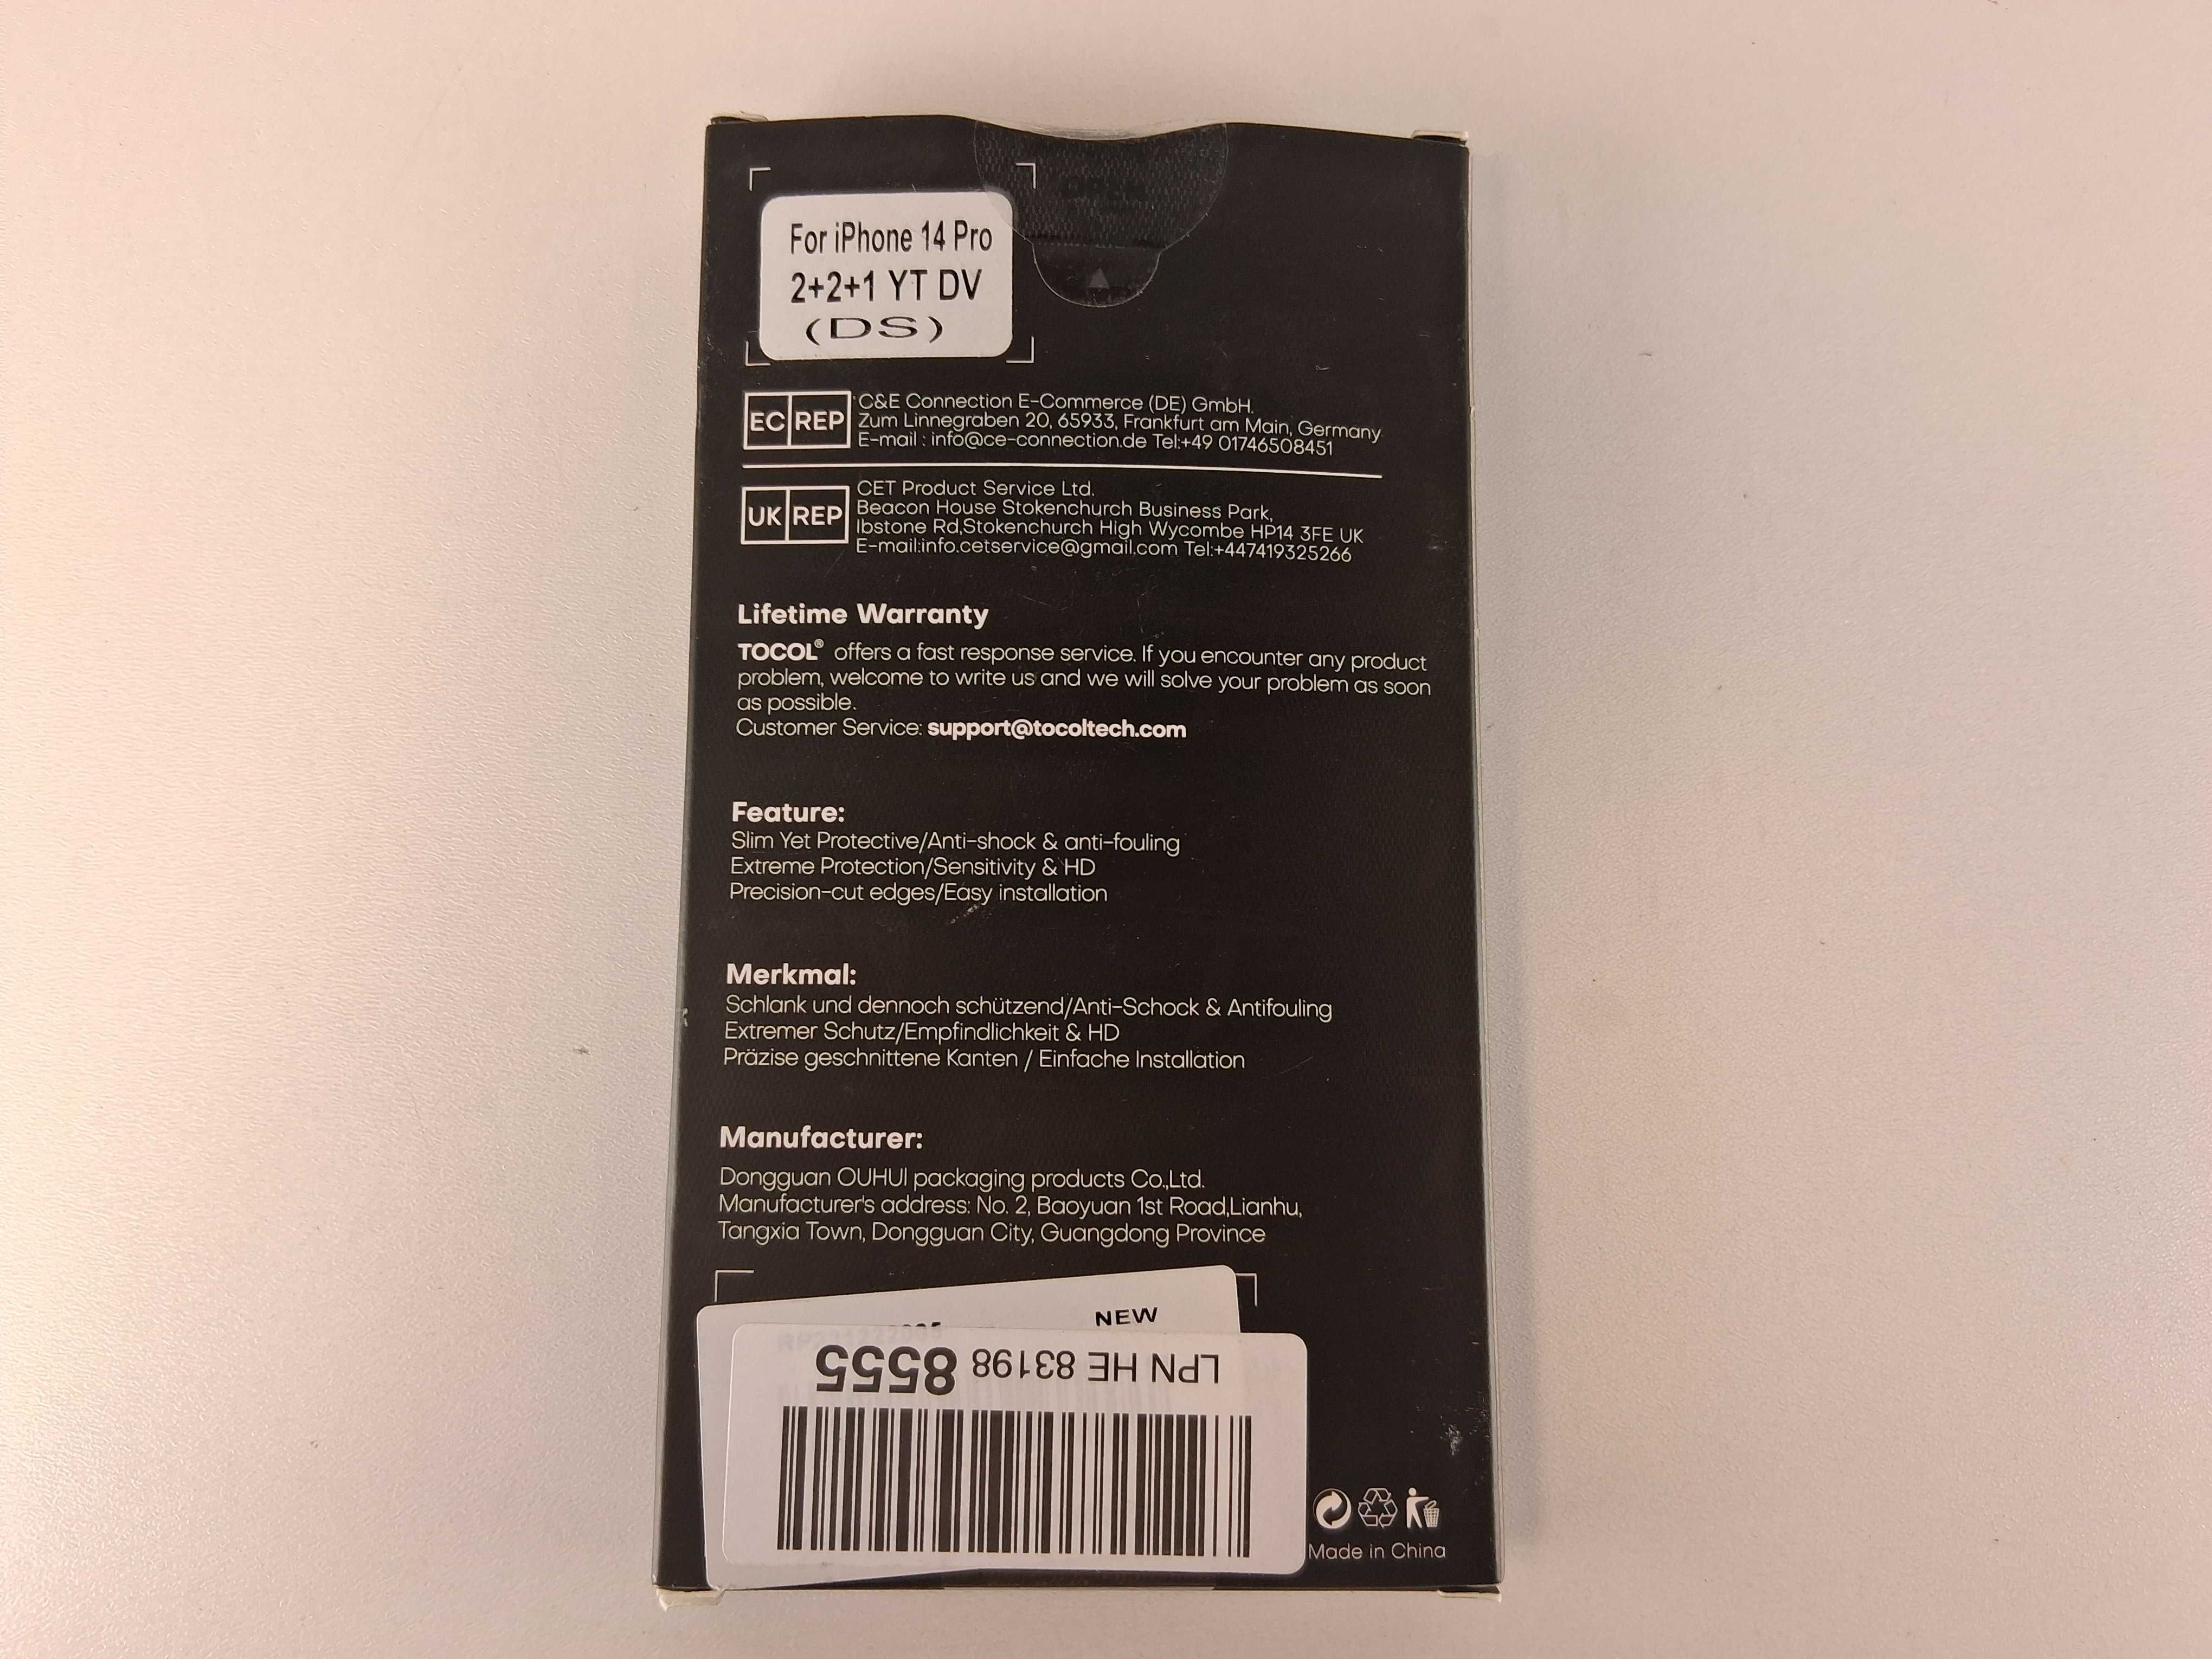 OPEN
For iPhone 14 Pro
2+2+1 YT DV
(DS)
EC REP
C&E Connection E-Commerce (DE) GmbH.
Zum Linnegraben 20, 65933, Frankfurt am Main, Germany
E-mail : info@ce-connection.de Tel:+49 01746508451
UK REP
CET Product Service Ltd.
Beacon House Stokenchurch Business Park,
Ibstone Rd,Stokenchurch High Wycombe HP14 3FE UK
E-mail:info.cetservice@gmail.com Tel:+447419325266
Lifetime Warranty
TOCOL® offers a fast response service. If you encounter any product
problem, welcome to write us and we will solve your problem as soon
as possible.
Customer Service: support@tocoltech.com
Feature:
Slim Yet Protective/Anti-shock & anti-fouling
Extreme Protection/Sensitivity & HD
Precision-cut edges/Easy installation
Merkmal:
Schlank und dennoch schützend/Anti-Schock & Antifouling
Extremer Schutz/Empfindlichkeit & HD
Präzise geschnittene Kanten / Einfache Installation
Manufacturer:
Dongguan OUHUI packaging products Co.,Ltd.
Manufacturer's address: No. 2, Baoyuan 1st Road,Lianhu,
Tangxia Town, Dongguan City, Guangdong Province
NEW
LPN HE 83198 8555
Made in China